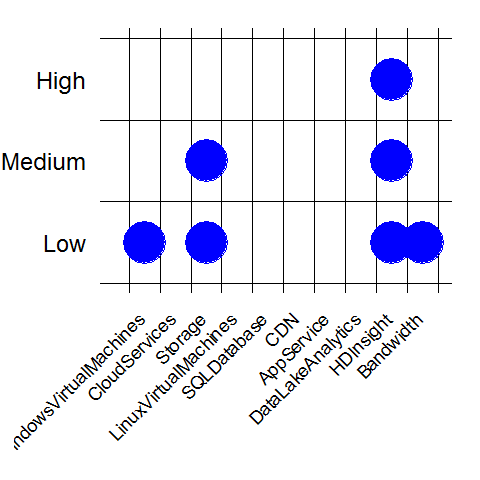 High
Medium
Low
ndowsVirtualMachines
CloudServices
Storage
LinuxVirtualMachines
SQLDatabase
CDN
AppService
DataLakeAnalytics
HDInsight
Bandwidth